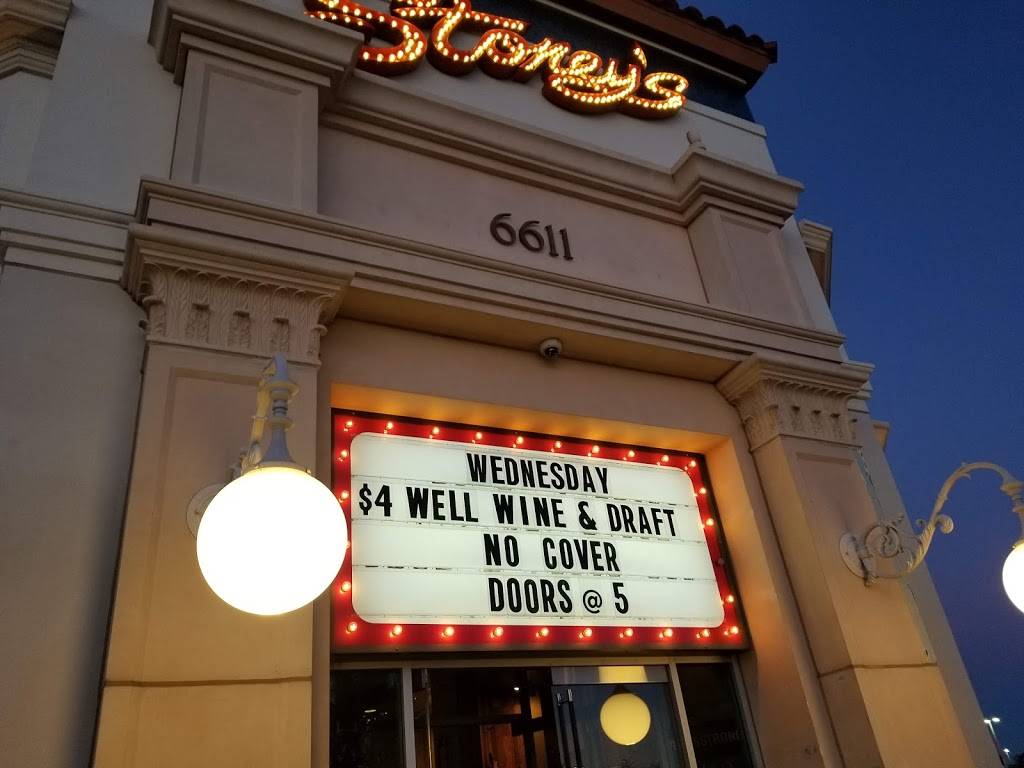 Stoney's
6611
WEDNESDAY
$4 WELL WINE & DRAFT
NO COVER
DOORS @ 5